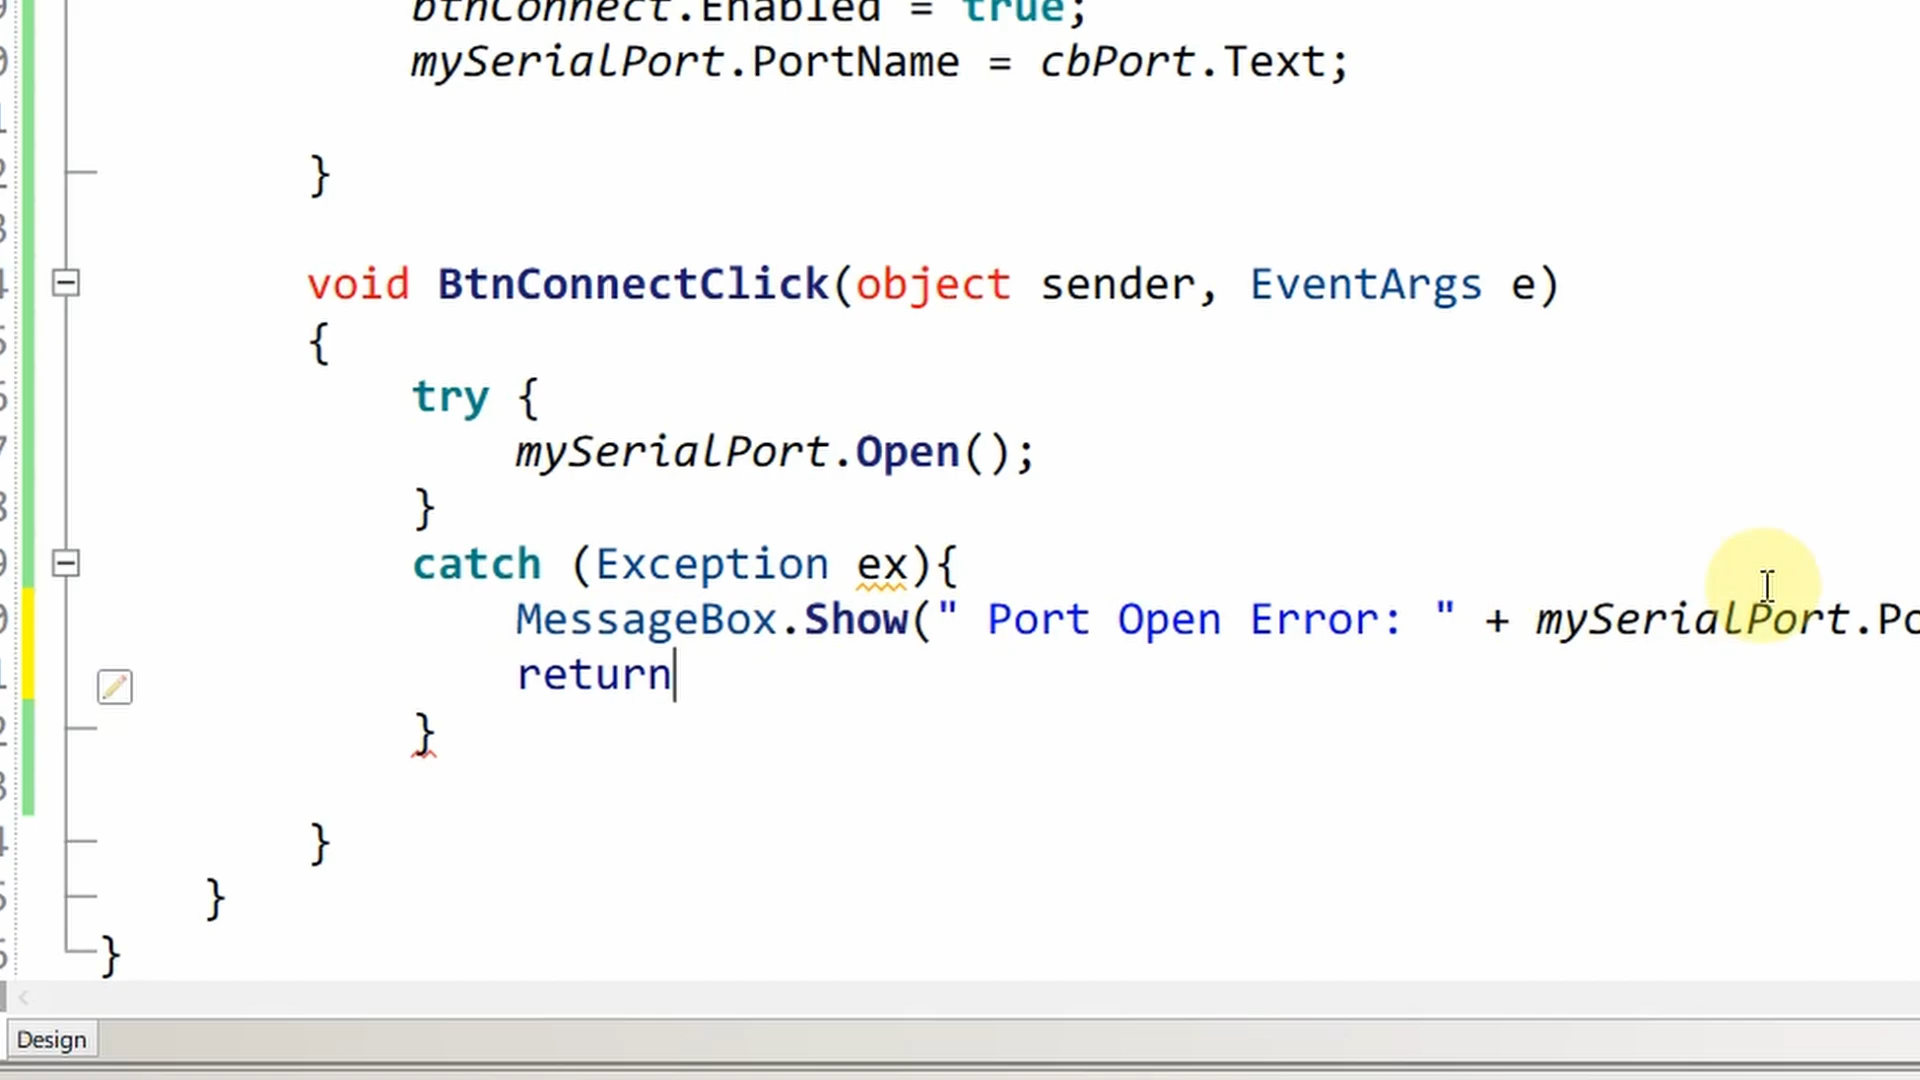 btnConnect.Enabled = true;
mySerialPort.PortName = cbPort.Text;
}
void BtnConnectClick(object sender, EventArgs e)
{
try {
mySerialPort.Open();
}
catch (Exception ex){
MessageBox.Show(" Port Open Error: " + mySerialPort.Po
return
}
}
}
}
Design